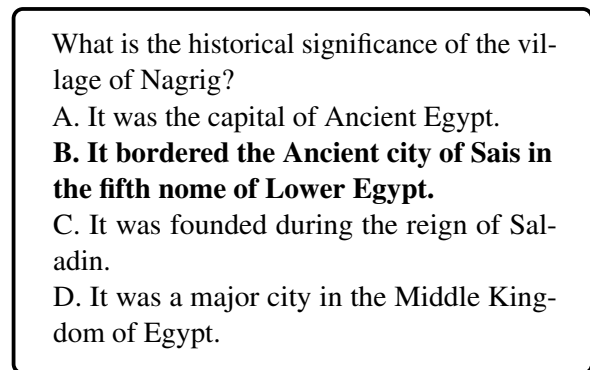 What is the historical significance of the vil-
lage of Nagrig?
A. It was the capital of Ancient Egypt.
B. It bordered the Ancient city of Sais in
the fifth nome of Lower Egypt.
C. It was founded during the reign of Sal-
adin.
D. It was a major city in the Middle King-
dom of Egypt.